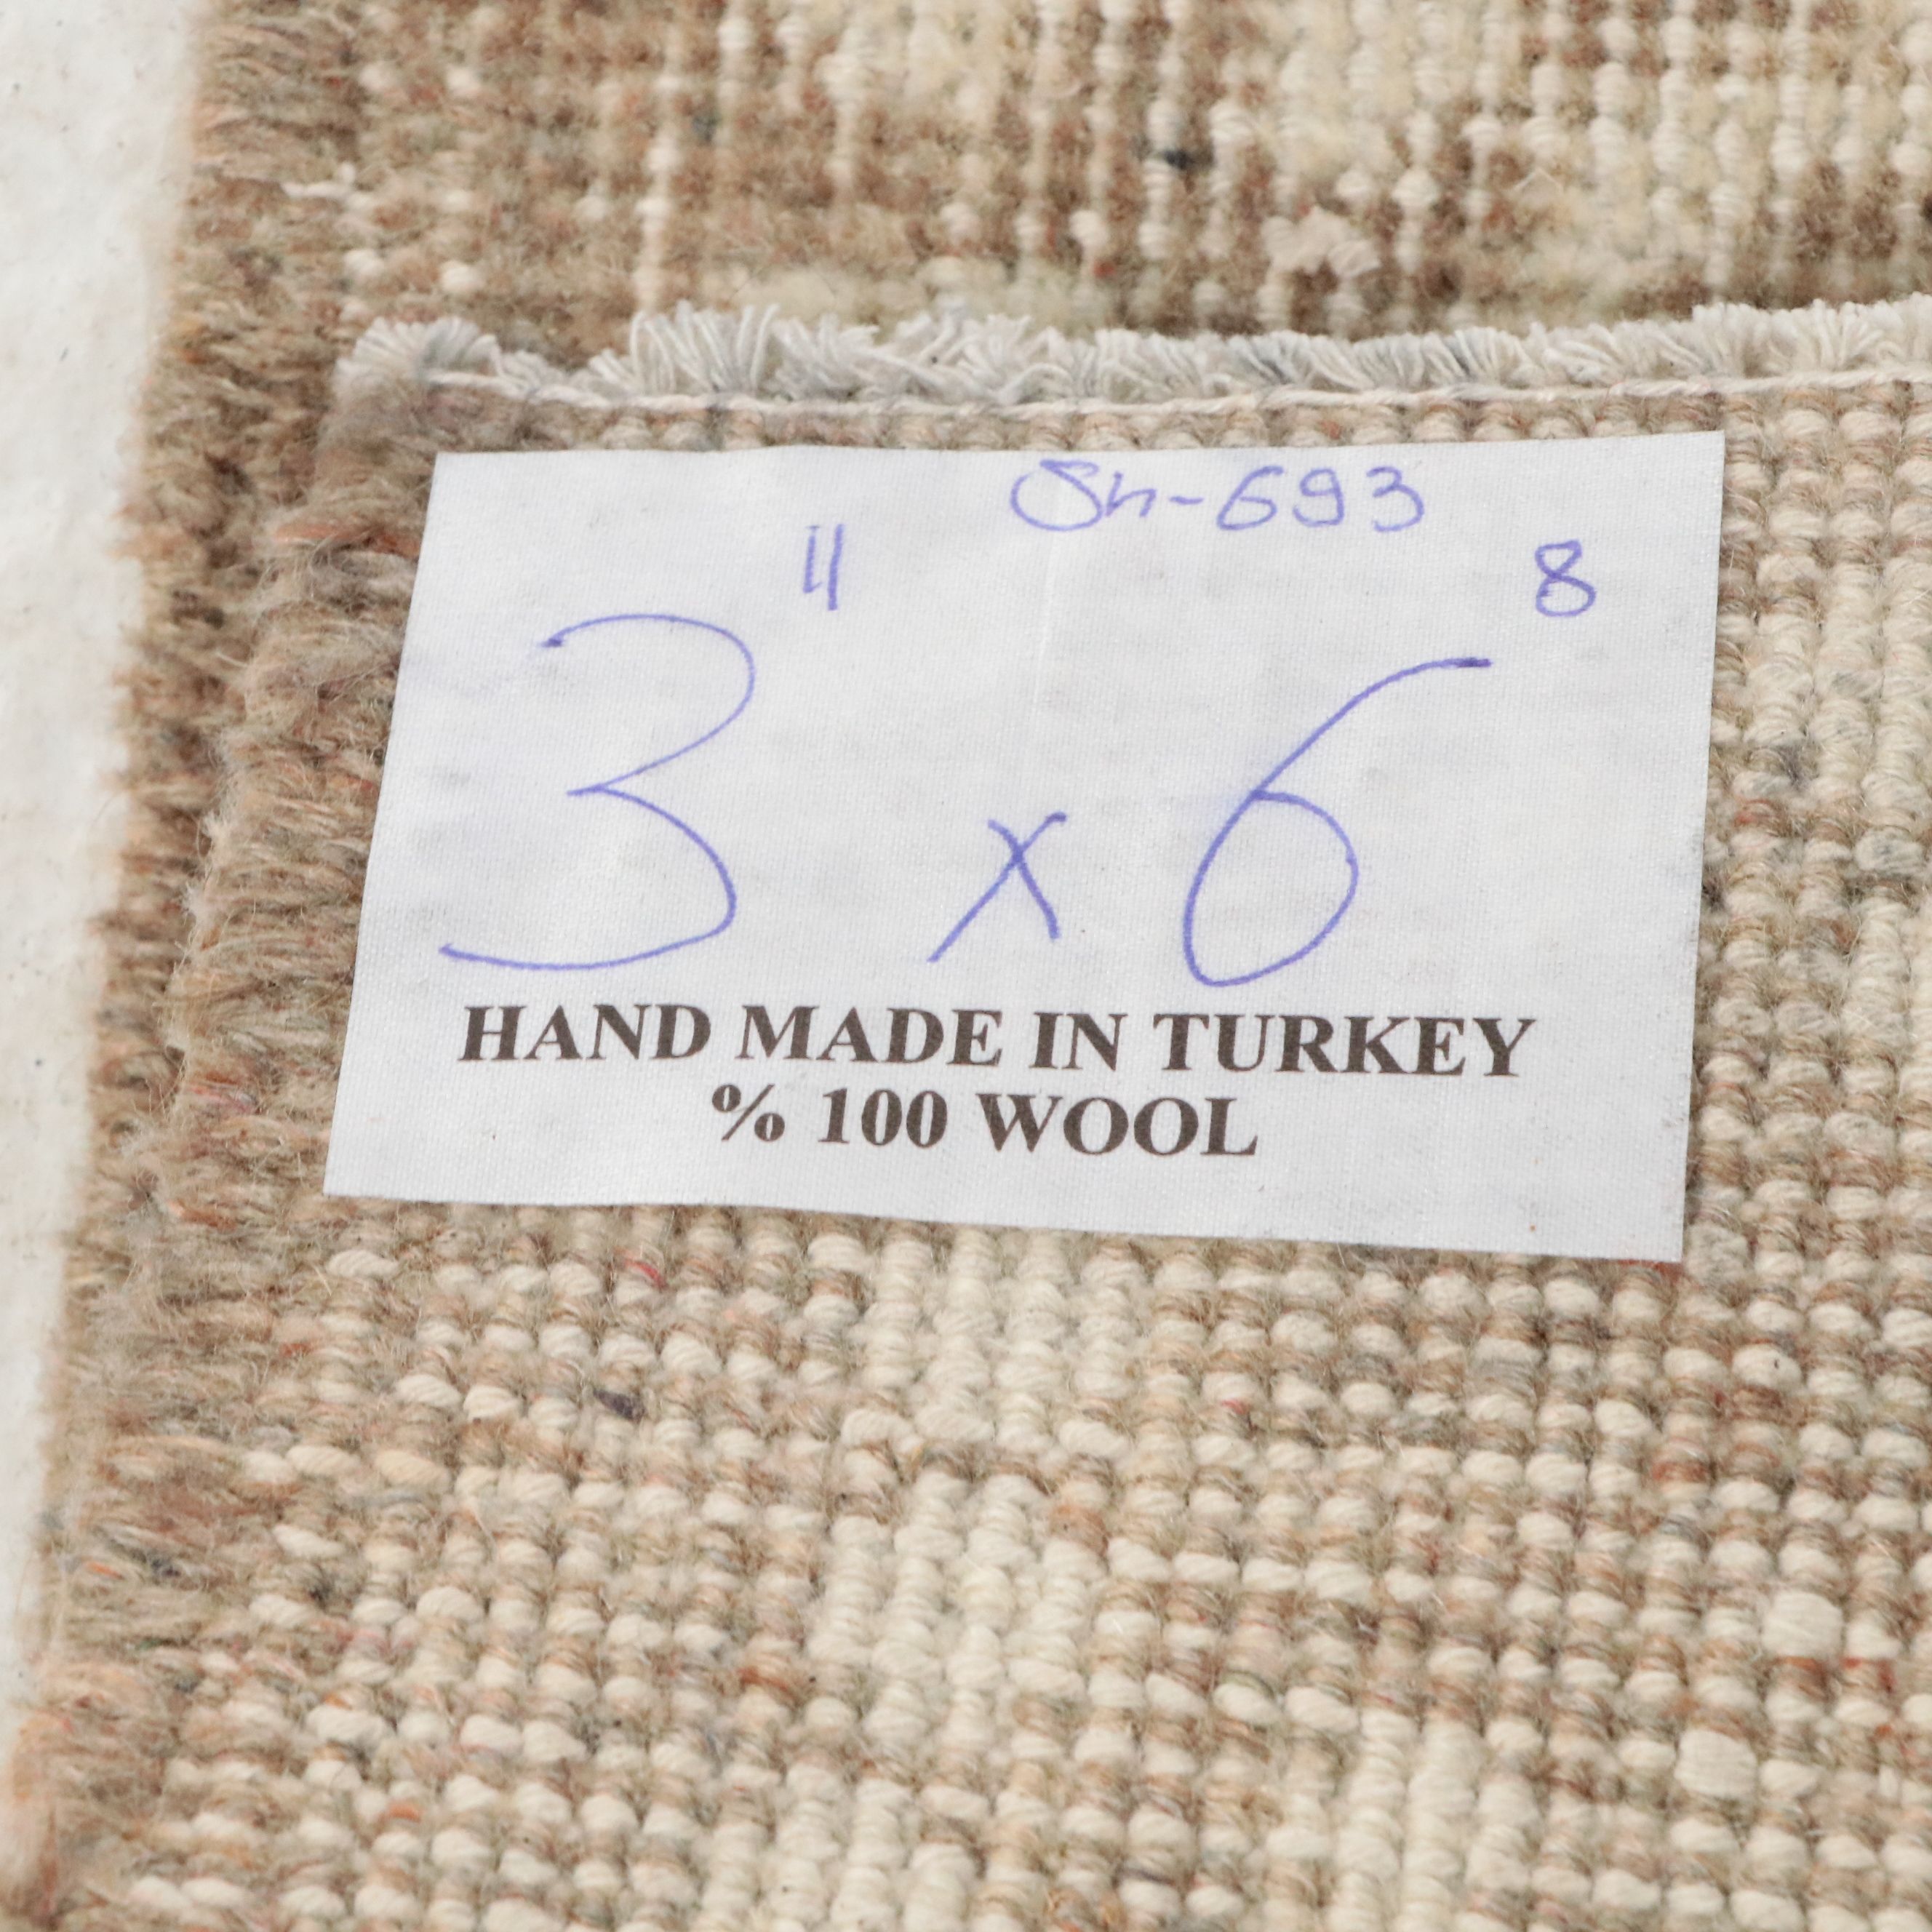 Sh-693
3 11 x 6 8
HAND MADE IN TURKEY
% 100 WOOL